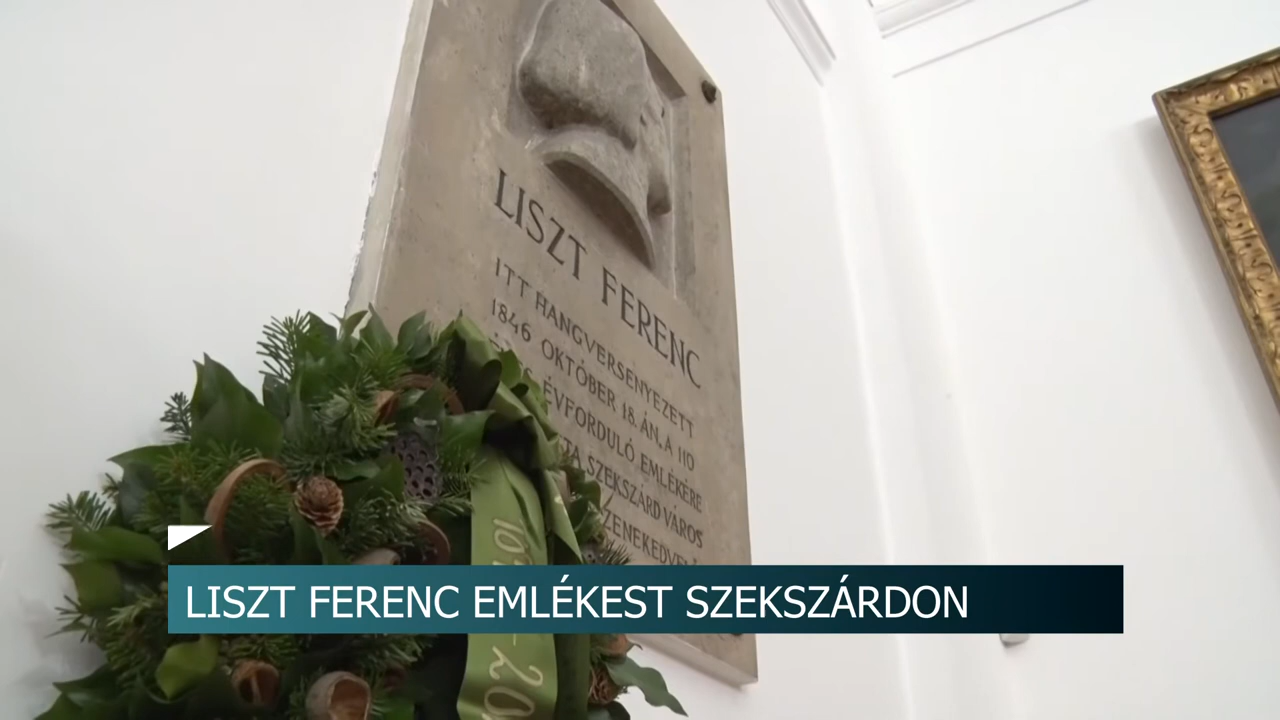 LISZT FERENC
ITT HANGVERSENYEZETT
1846 OKTÓBER 18.ÁN, A 110
ÉVFORDULÓ EMLÉKÉRE
SZEKSZÁRD VÁROS
LISZT FERENC EMLÉKEST SZEKSZÁRDON